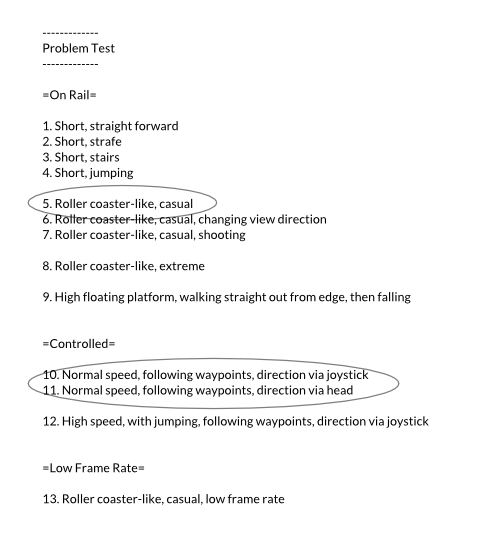 -------------
Problem Test
-------------
=On Rail=
1. Short, straight forward
2. Short, strafe
3. Short, stairs
4. Short, jumping
5. Roller coaster-like, casual
6. Roller coaster-like, casual, changing view direction
7. Roller coaster-like, casual, shooting
8. Roller coaster-like, extreme
9. High floating platform, walking straight out from edge, then falling
=Controlled=
10. Normal speed, following waypoints, direction via joystick
11. Normal speed, following waypoints, direction via head
12. High speed, with jumping, following waypoints, direction via joystick
=Low Frame Rate=
13. Roller coaster-like, casual, low frame rate